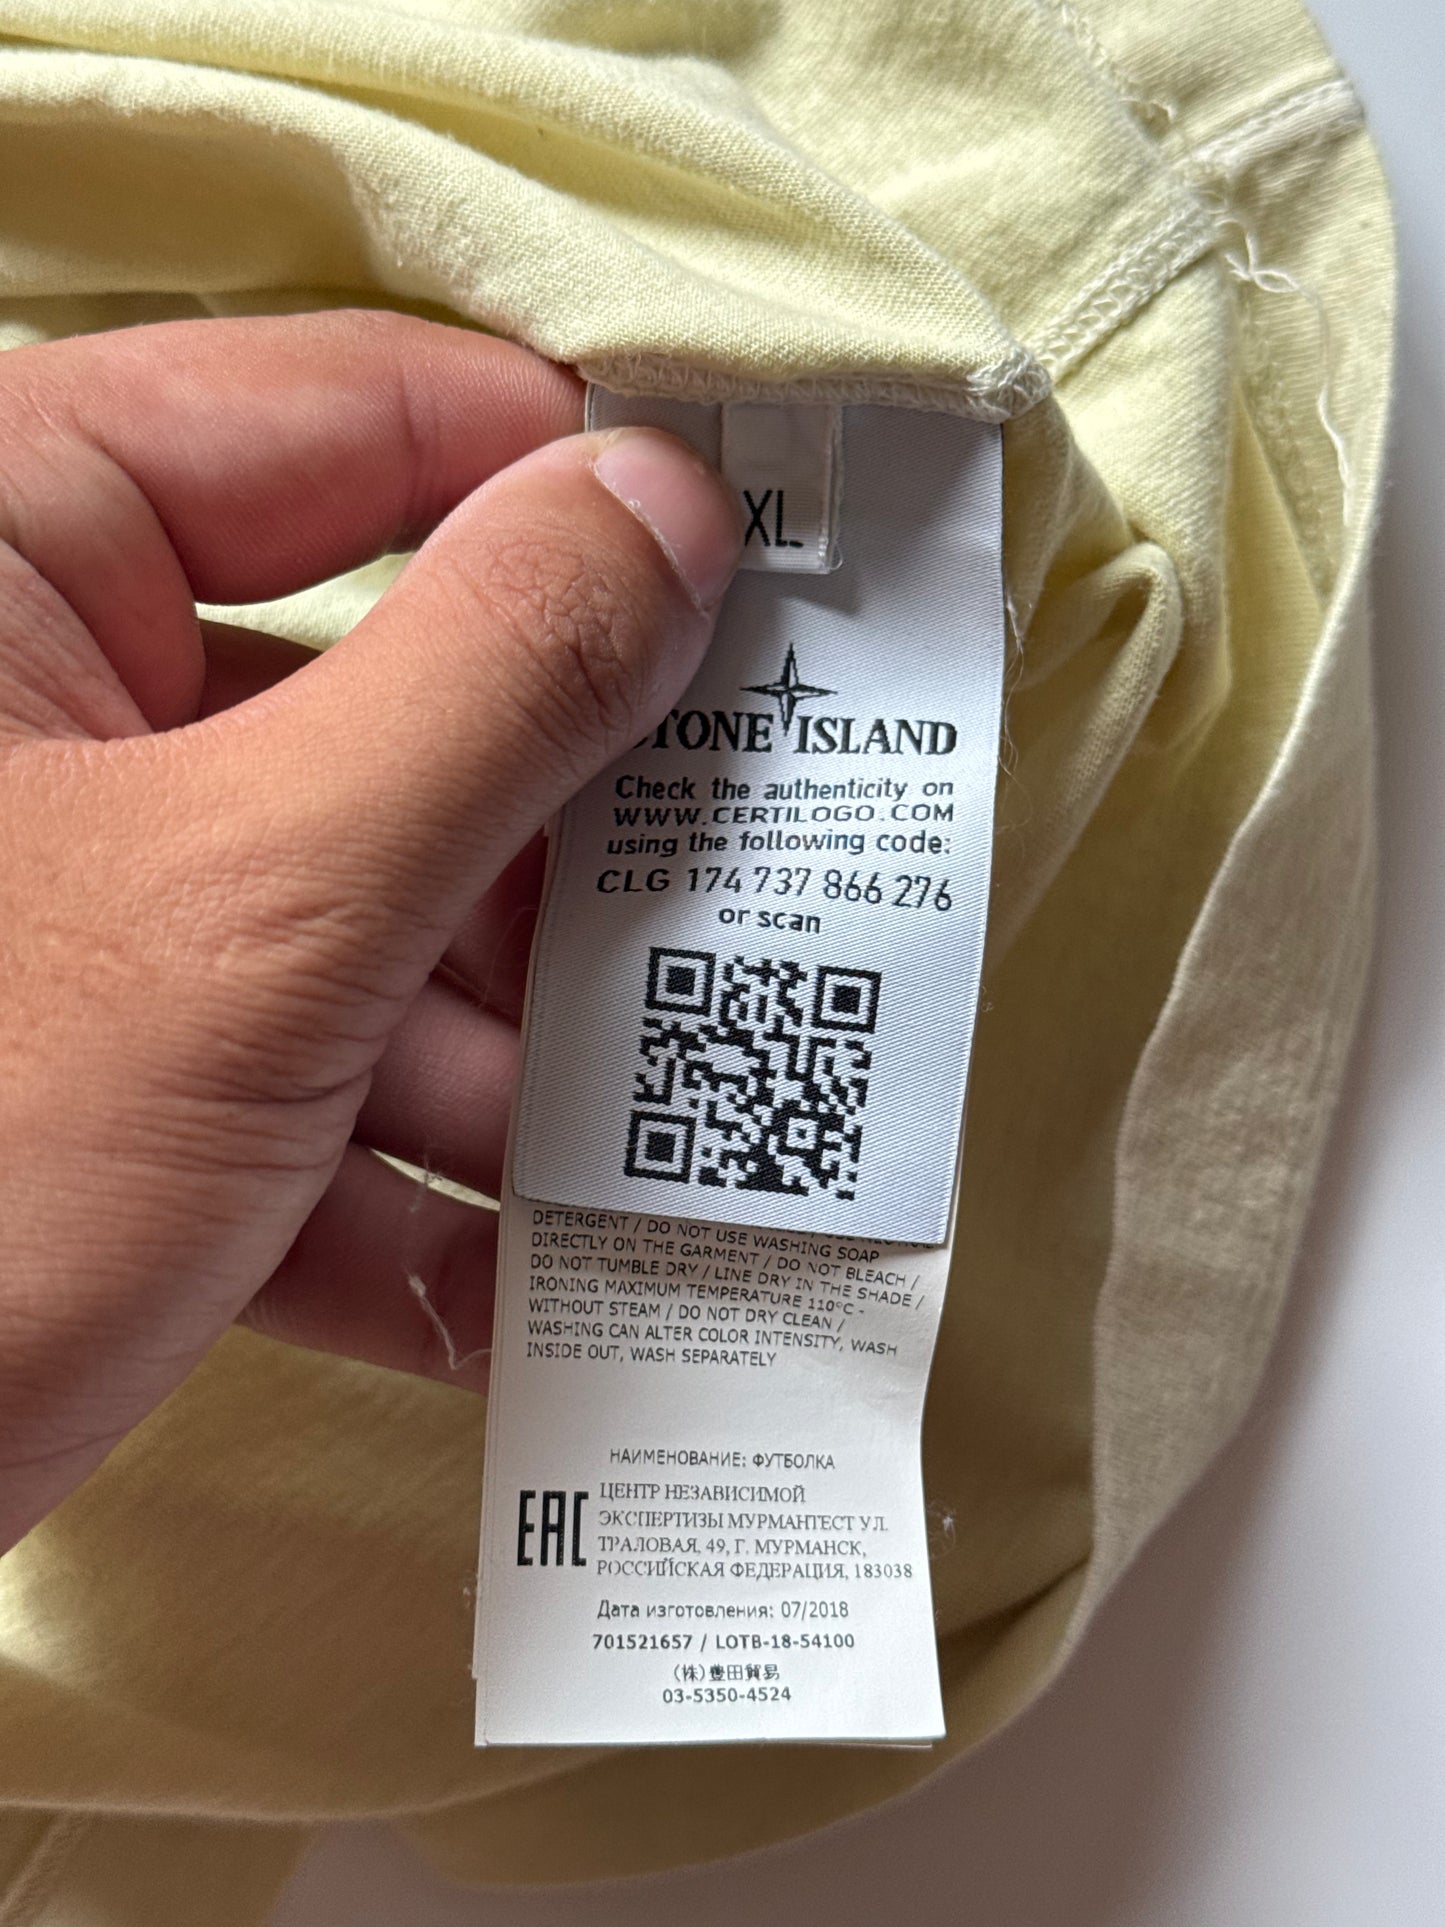 XL
STONE ISLAND
Check the authenticity on
WWW.CERTILOGO.COM
using the following code:
CLG 174 737 866 276
or scan
DETERGENT / DO NOT USE WASHING SOAP
DIRECTLY ON THE GARMENT / DO NOT BLEACH /
DO NOT TUMBLE DRY / LINE DRY IN THE SHADE /
IRONING MAXIMUM TEMPERATURE 110°C -
WITHOUT STEAM / DO NOT DRY CLEAN /
WASHING CAN ALTER COLOR INTENSITY, WASH
INSIDE OUT, WASH SEPARATELY
НАИМЕНОВАНИЕ: ФУТБОЛКА
EAC
ЦЕНТР НЕЗАВИСИМОЙ
ЭКСПЕРТИЗЫ МУРМАНТЕСТ УЛ.
ТРАЛОВАЯ, 49, Г. МУРМАНСК,
РОССИЙСКАЯ ФЕДЕРАЦИЯ, 183038
Дата изготовления: 07/2018
701521657 / LOTB-18-54100
(株)豊田貿易
03-5350-4524